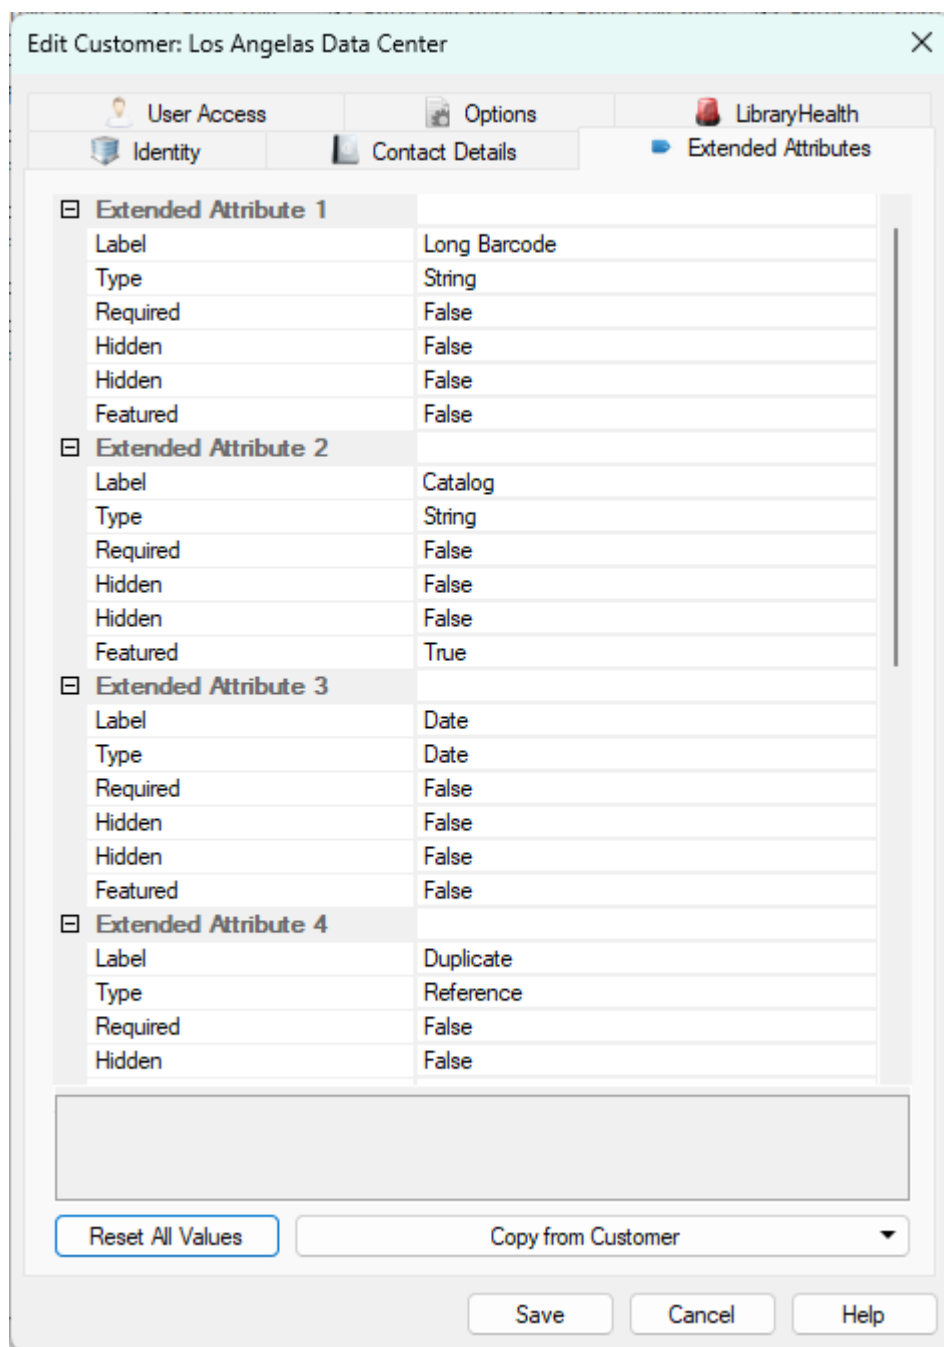 Edit Customer: Los Angelas Data Center
User Access Options LibraryHealth
Identity Contact Details Extended Attributes
Extended Attribute 1
Label Long Barcode
Type String
Required False
Hidden False
Hidden False
Featured False
Extended Attribute 2
Label Catalog
Type String
Required False
Hidden False
Hidden False
Featured True
Extended Attribute 3
Label Date
Type Date
Required False
Hidden False
Hidden False
Featured False
Extended Attribute 4
Label Duplicate
Type Reference
Required False
Hidden False
Reset All Values Copy from Customer
Save Cancel Help